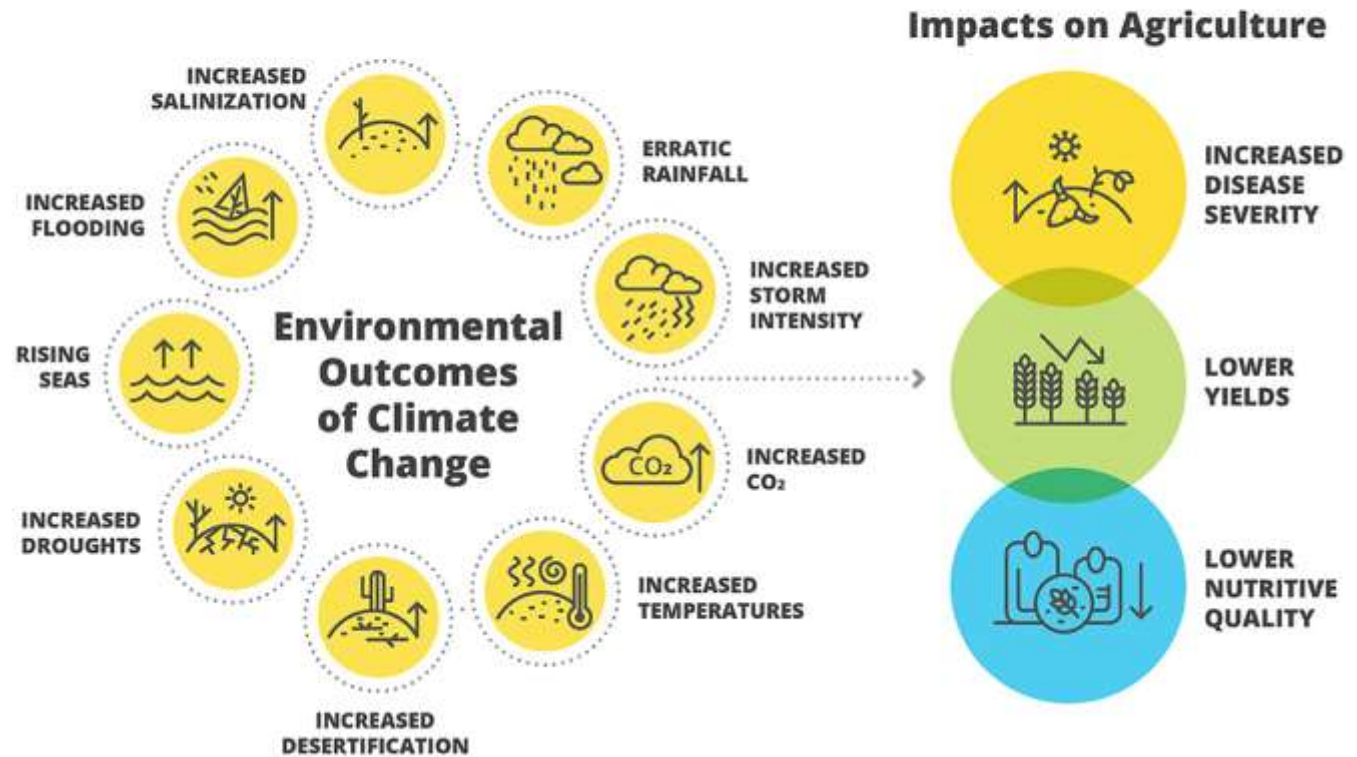 Impacts on Agriculture
INCREASED
SALINIZATION
ERRATIC
RAINFALL
INCREASED
STORM
INTENSITY
INCREASED
CO₂
INCREASED
TEMPERATURES
INCREASED
DESERTIFICATION
INCREASED
DROUGHTS
RISING
SEAS
INCREASED
FLOODING
Environmental
Outcomes
of Climate
Change
CO₂
INCREASED
DISEASE
SEVERITY
LOWER
YIELDS
LOWER
NUTRITIVE
QUALITY